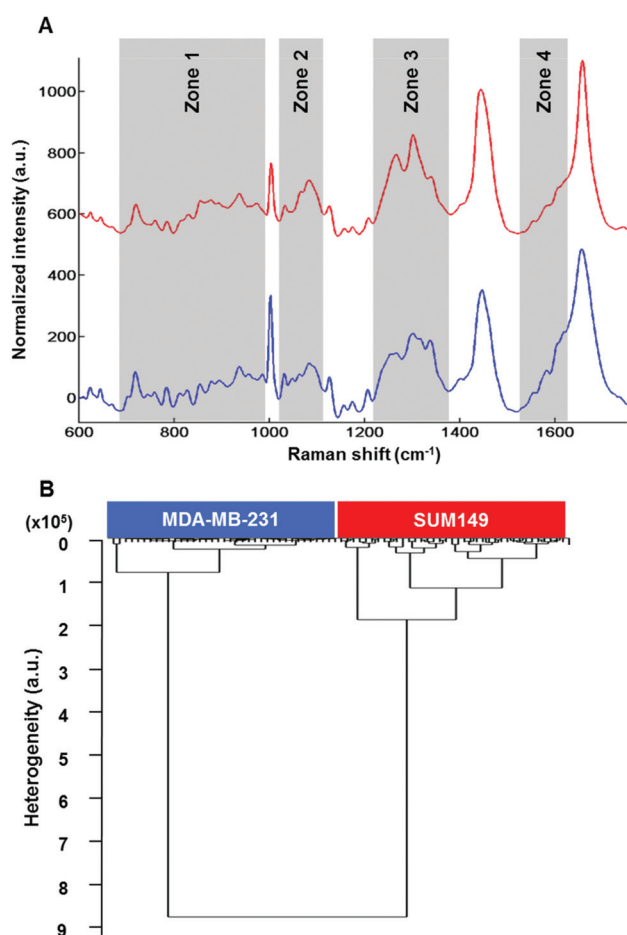 A
Zone 1
Zone 2
Zone 3
Zone 4
Normalized intensity (a.u.)
1000
800
600
400
200
0
600 800 1000 1200 1400 1600
Raman shift (cm⁻¹)
B
(x10⁵)
MDA-MB-231 SUM149
Heterogeneity (a.u.)
0
1
2
3
4
5
6
7
8
9